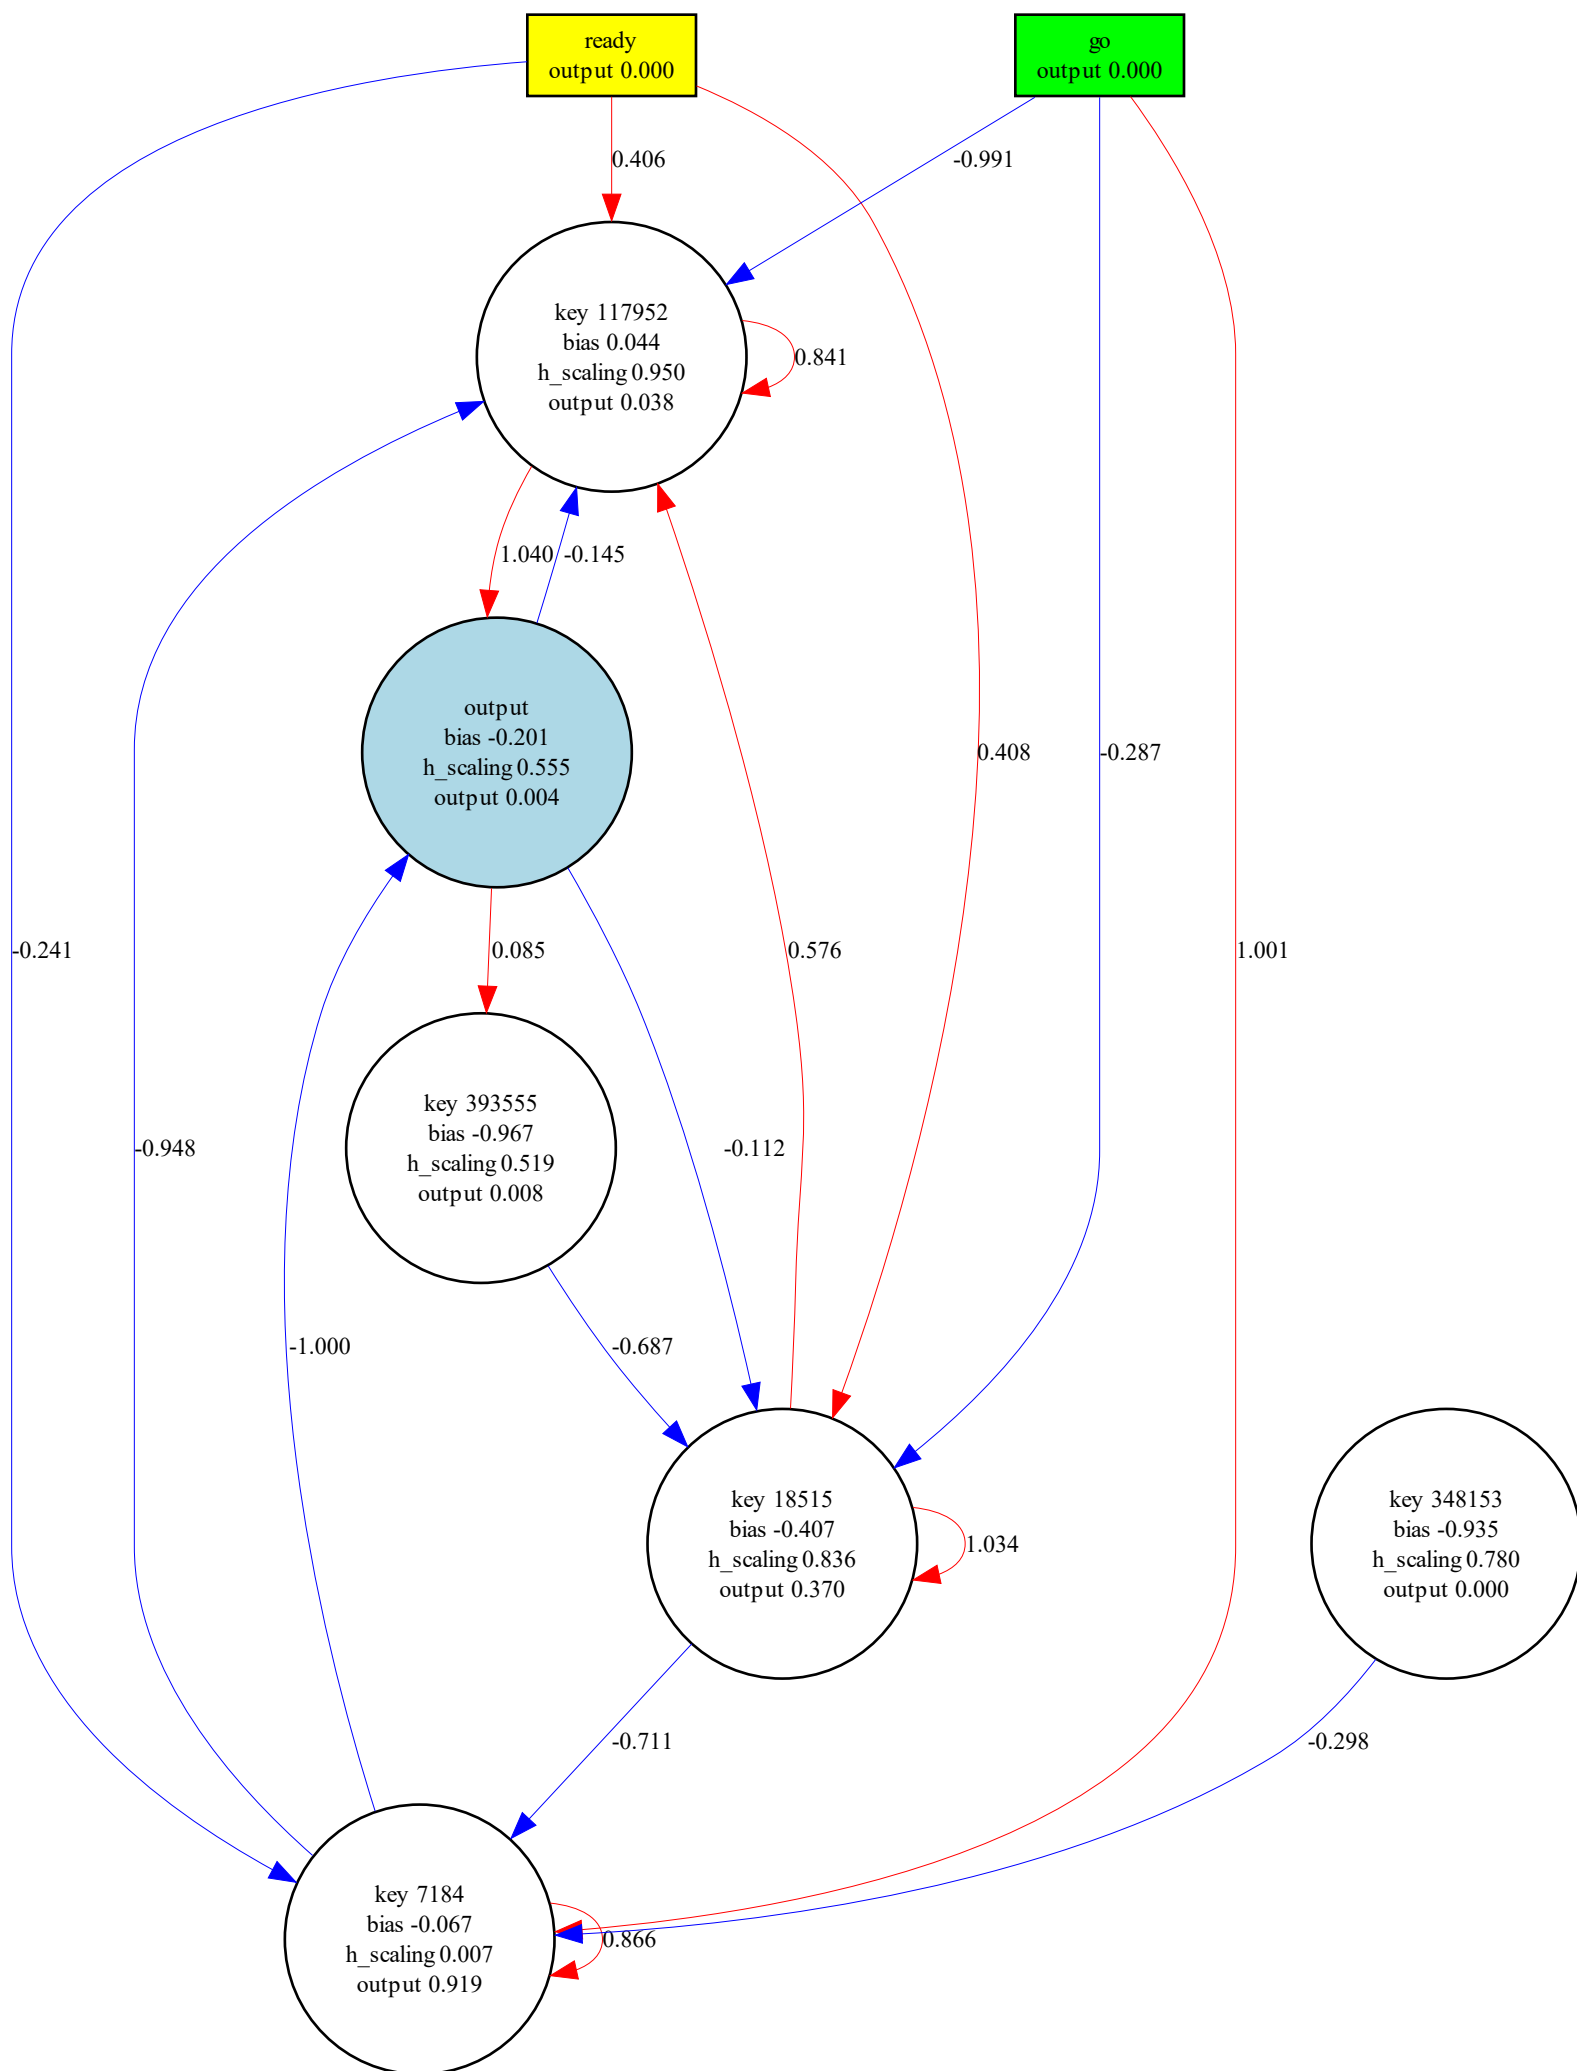 ready
output 0.000
go
output 0.000
0.406
-0.991
key 117952
bias 0.044
h_scaling 0.950
output 0.038
0.841
1.040
-0.145
output
bias -0.201
h_scaling 0.555
output 0.004
0.408
-0.287
-0.241
0.085
0.576
1.001
key 393555
bias -0.967
h_scaling 0.519
output 0.008
-0.948
-0.112
-1.000
-0.687
key 18515
bias -0.407
h_scaling 0.836
output 0.370
1.034
key 348153
bias -0.935
h_scaling 0.780
output 0.000
-0.711
-0.298
key 7184
bias -0.067
h_scaling 0.007
output 0.919
0.866